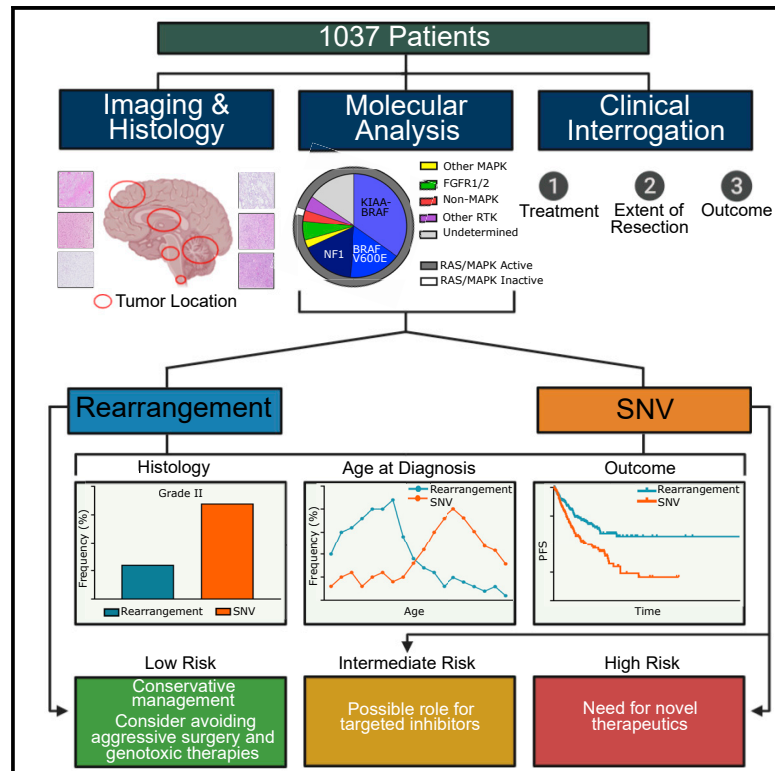 1037 Patients
Imaging &
Histology
Molecular
Analysis
Clinical
Interrogation
Tumor Location
KIAA-
BRAF
BRAF
V600E
NF1
Other MAPK
FGFR1/2
Non-MAPK
Other RTK
Undetermined
RAS/MAPK Active
RAS/MAPK Inactive
1
Treatment
2
Extent of
Resection
3
Outcome
Rearrangement
SNV
Histology
Grade II
Frequency (%)
Rearrangement
SNV
Age at Diagnosis
Rearrangement
SNV
Frequency (%)
Age
Outcome
Rearrangement
SNV
PFS
Time
Low Risk
Conservative
management
Consider avoiding
aggressive surgery and
genotoxic therapies
Intermediate Risk
Possible role for
targeted inhibitors
High Risk
Need for novel
therapeutics